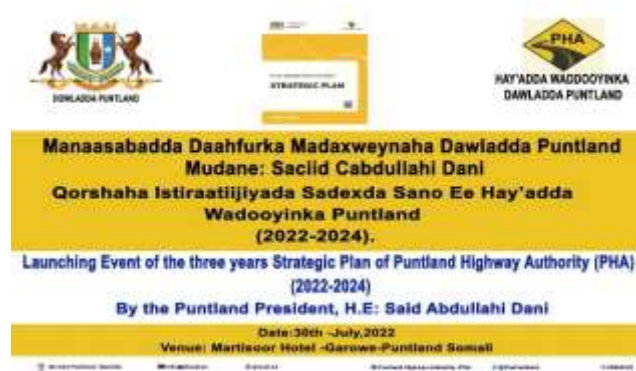 DOWLADDA PUNTLAND
STRATEGIC PLAN
PHA
HAY'ADDA WADDOOYINKA
DAWLADDA PUNTLAND
Manaasabadda Daahfurka Madaxweynaha Dawladda Puntland
Mudane: Saciid Cabdullahi Dani
Qorshaha Istiraatiijiyada Sadexda Sano Ee Hay'adda
Wadooyinka Puntland
(2022-2024).
Launching Event of the three years Strategic Plan of Puntland Highway Authority (PHA)
(2022-2024)
By the Puntland President, H.E: Said Abdullahi Dani
Date:30th -July,2022
Venue: Martisoor Hotel -Garowe-Puntland Somali